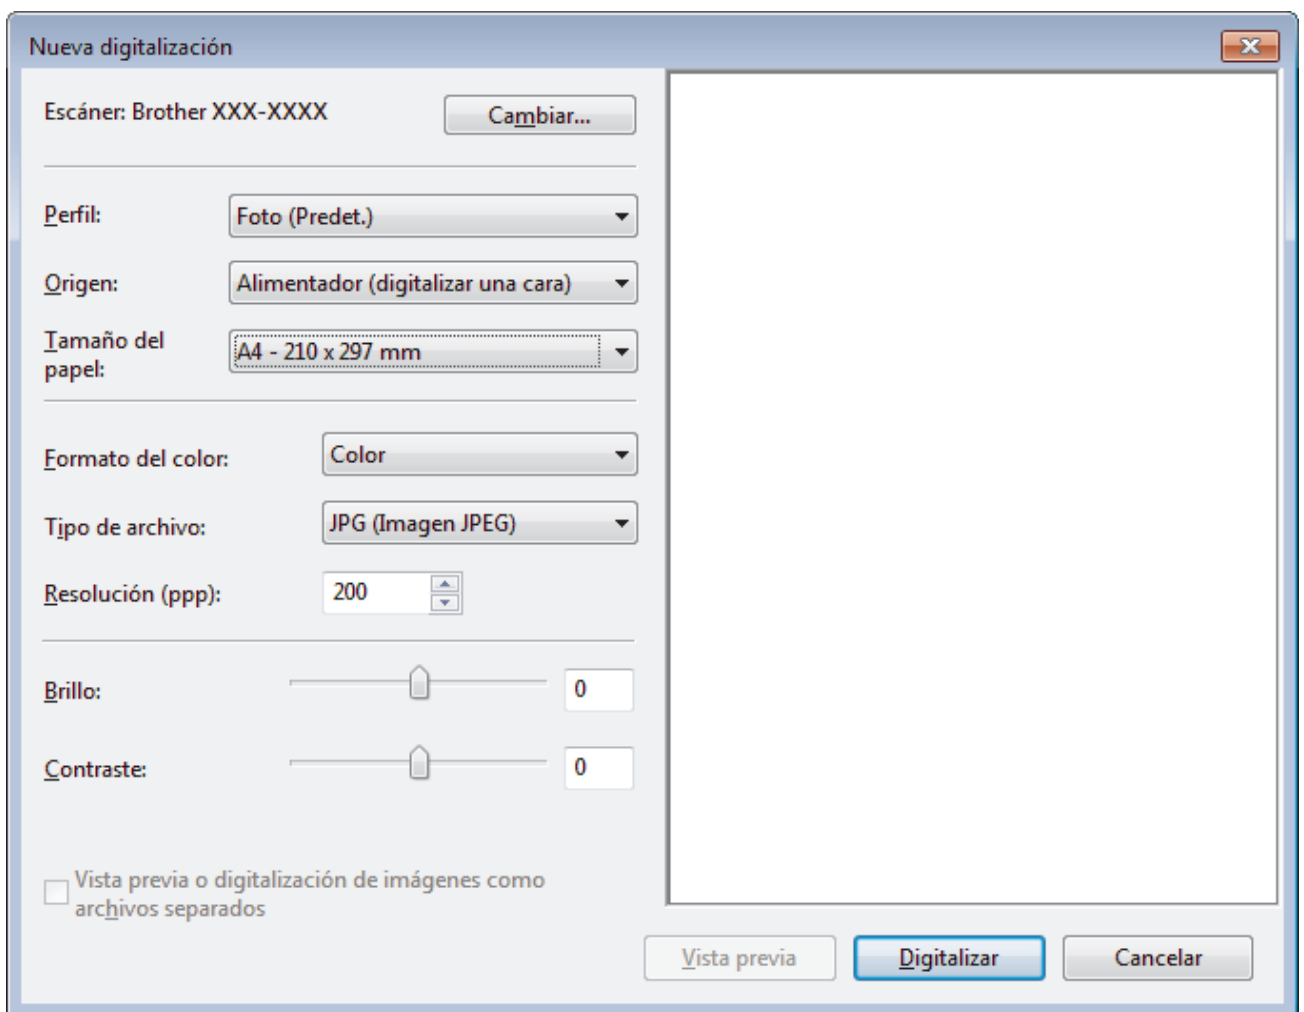 Nueva digitalización
Escáner: Brother XXX-XXXX
Cambiar...
Perfil:
Foto (Predet.)
Origen:
Alimentador (digitalizar una cara)
Tamaño del
papel:
A4 - 210 x 297 mm
Formato del color:
Color
Tipo de archivo:
JPG (Imagen JPEG)
Resolución (ppp):
200
Brillo:
0
Contraste:
0
Vista previa o digitalización de imágenes como
archivos separados
Vista previa
Digitalizar
Cancelar